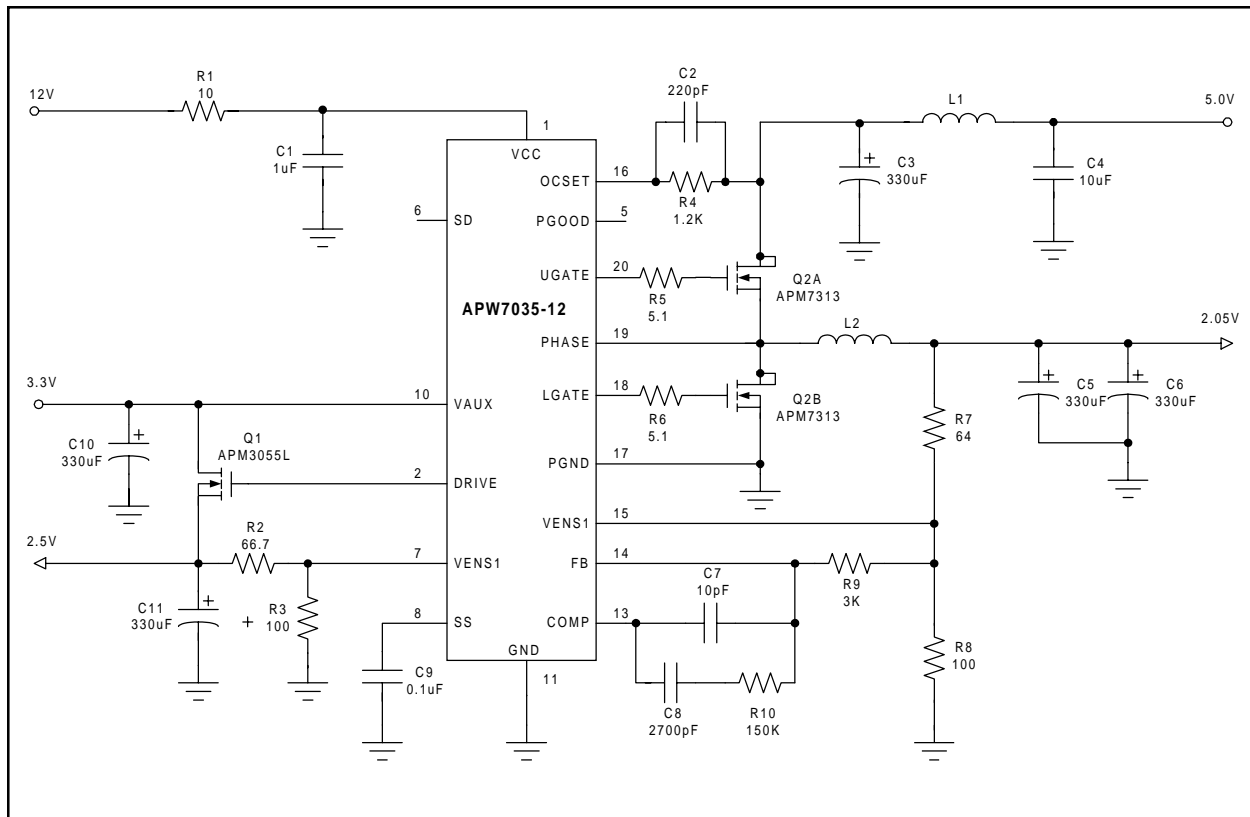 12V
R1
10
C1
1uF
1
VCC
C2
220pF
16
OCSET
R4
1.2K
L1
5.0V
C3
+
330uF
C4
10uF
6
SD
5
PGOOD
20
UGATE
R5
5.1
Q2A
APM7313
APW7035-12
19
PHASE
L2
2.05V
18
LGATE
R6
5.1
Q2B
APM7313
R7
64
+
C5
330uF
+
C6
330uF
3.3V
10
VAUX
C10
+
330uF
Q1
APM3055L
2
DRIVE
17
PGND
2.5V
R2
66.7
7
VENS1
15
VENS1
14
FB
R9
3K
C7
10pF
C11
+
330uF
+
R3
100
8
SS
13
COMP
C9
0.1uF
GND
11
C8
2700pF
R10
150K
R8
100